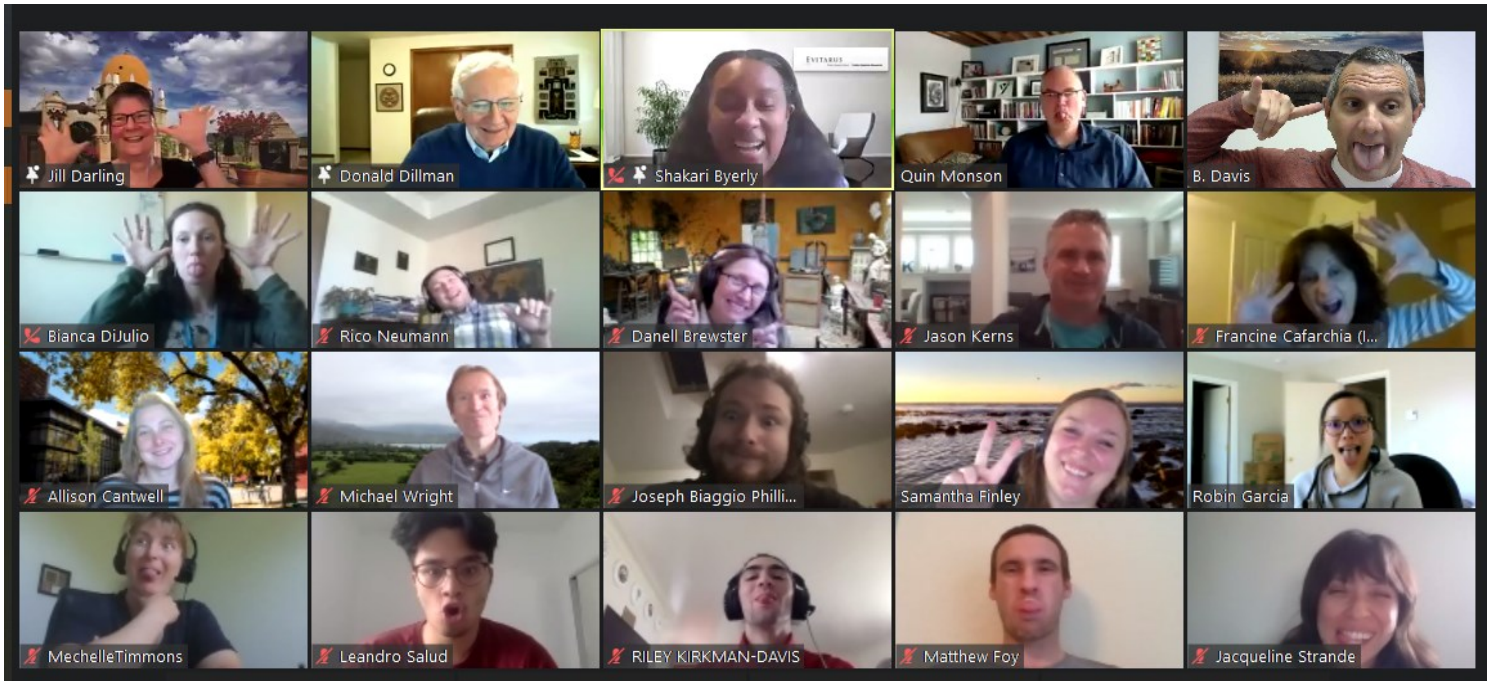 EVITARUS
Jill Darling
Donald Dillman
Shakari Byerly
Quin Monson
B. Davis
Bianca DiJulio
Rico Neumann
Danell Brewster
Jason Kerns
Francine Cafarchia (I...
Allison Cantwell
Michael Wright
Joseph Biaggio Philli...
Samantha Finley
Robin Garcia
MechelleTimmons
Leandro Salud
RILEY KIRKMAN-DAVIS
Matthew Foy
Jacqueline Strande